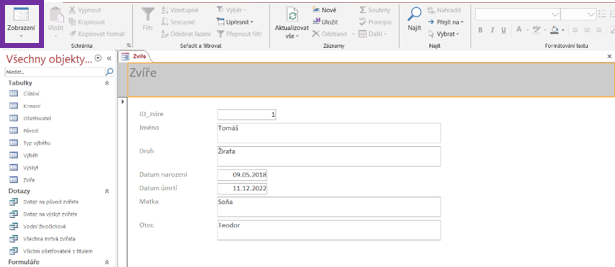 Zobrazení
Vložit
Vyjmout
Kopírovat
Kopírovat formát
Schránka
Filtr
Vzestupně
Sestupně
Odebrat řazení
Výběr
Upřesnit
Přepnout filtr
Seřadit a filtrovat
Aktualizovat
vše
Nové
Uložit
Odstranit
Souhrny
Pravopis
Další
Záznamy
Najít
Nahradit
Přejít na
Vybrat
Najít
B I U
Formátování textu
Všechny objekty...
Hledat...
Tabulky
Čištění
Krmení
Ošetřovatel
Původ
Typ výběhu
Výběh
Výskyt
Zvíře
Dotazy
Dotaz na původ zvířete
Dotaz na výskyt zvířete
Vodní živočichové
Všechna mrtvá zvířata
Všichni ošetřovatelé s titulem
Formuláře
Zvíře
Zvíře
ID_zvire 1
Jméno Tomáš
Druh Žirafa
Datum narození 09.05.2018
Datum úmrtí 11.12.2022
Matka Soňa
Otec Teodor